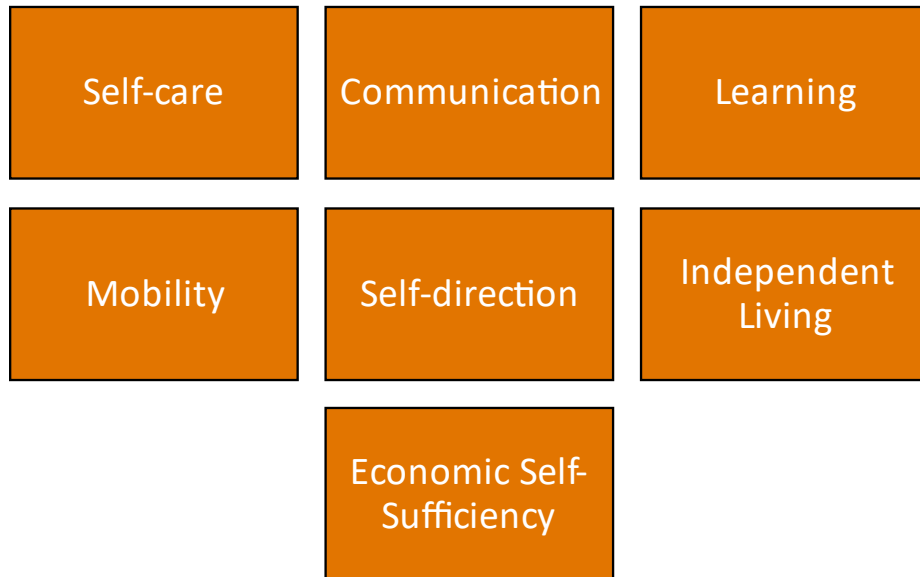 Self-care
Communication
Learning
Mobility
Self-direction
Independent
Living
Economic Self-
Sufficiency